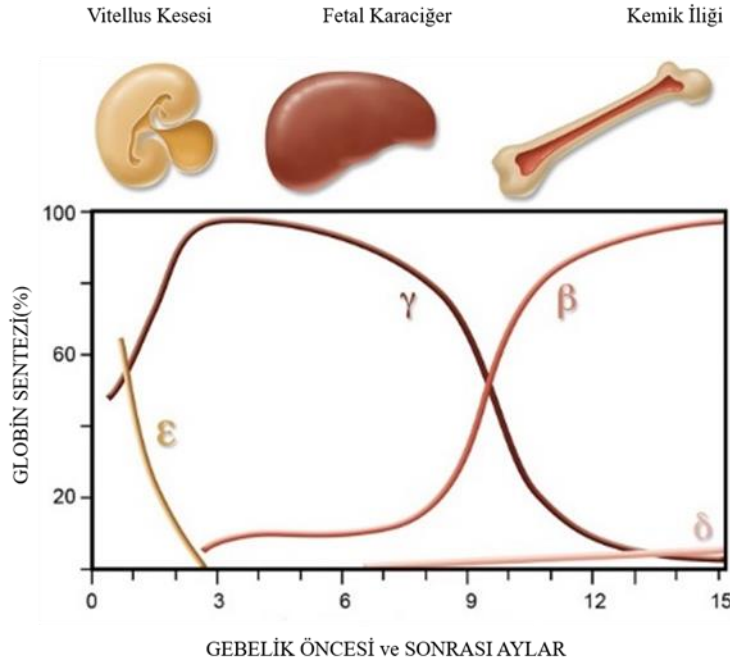 Vitellus Kesesi Fetal Karaciğer Kemik İliği
100
60
20
GLOBİN SENTEZİ(%)
γ
β
ε
δ
0 3 6 9 12 15
GEBELİK ÖNCESİ ve SONRASI AYLAR